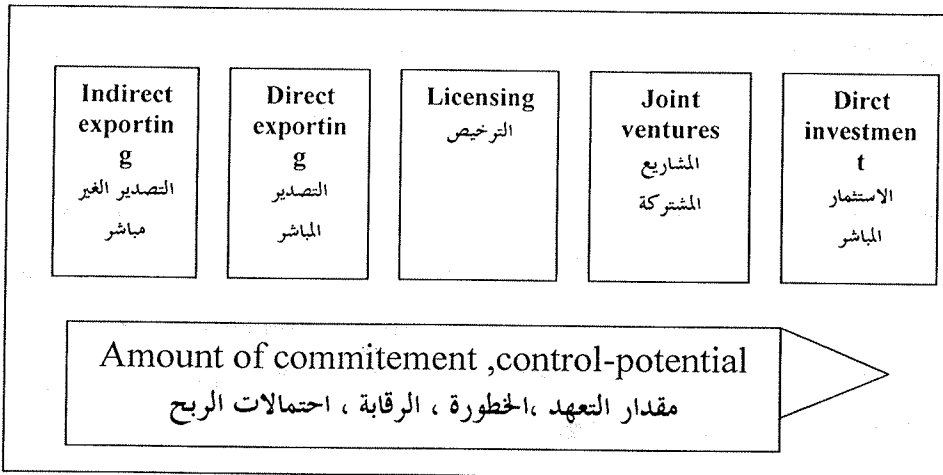 Indirect
exportin
g
التصدير الغير
مباشر
Direct
exportin
g
التصدير
المباشر
Licensing
الترخيص
Joint
ventures
المشاريع
المشتركة
Dirct
investmen
t
الاستثمار
المباشر
Amount of commitement ,control-potential
مقدار التعهد ،الخطورة ، الرقابة ، احتمالات الربح